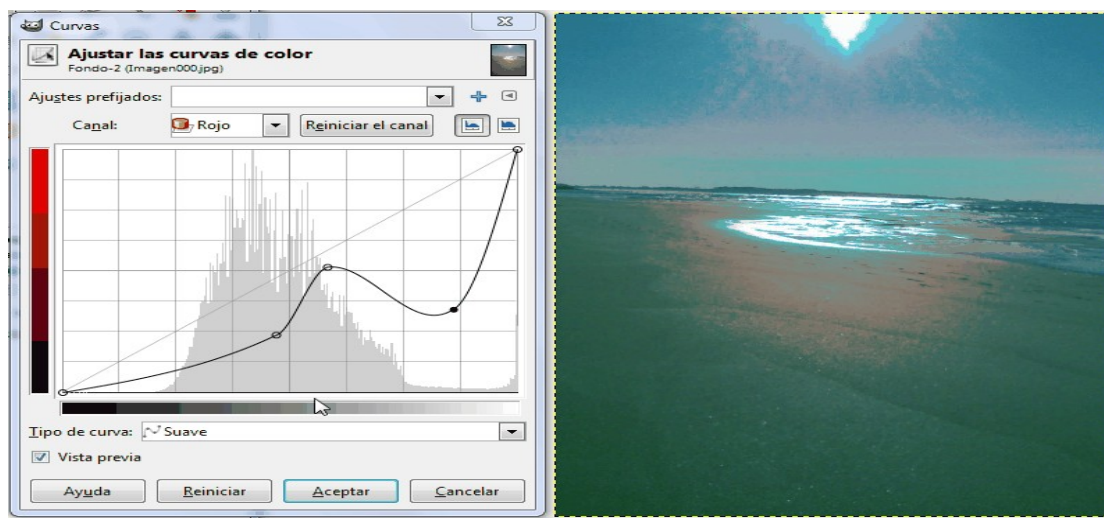 Curvas
Ajustar las curvas de color
Fondo-2 (Imagen000.jpg)
Ajustes prefijados:
Canal: Rojo Reiniciar el canal
Tipo de curva: Suave
Vista previa
Ayuda Reiniciar Aceptar Cancelar